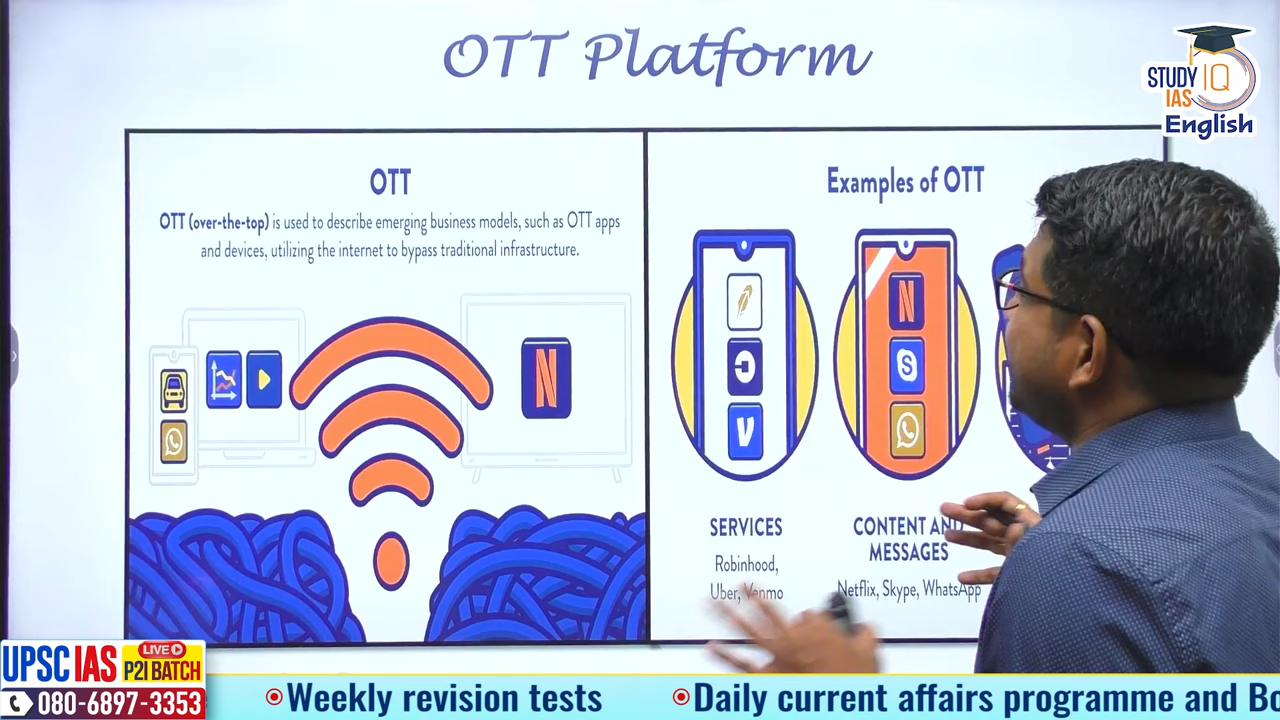 OTT Platform
STUDY IQ
IAS
English
OTT
OTT (over-the-top) is used to describe emerging business models, such as OTT apps
and devices, utilizing the internet to bypass traditional infrastructure.
N
Examples of OTT
N
S
V
SERVICES
Robinhood,
Uber, Venmo
CONTENT AND
MESSAGES
Netflix, Skype, WhatsApp
UPSC IAS
LIVE
P2I BATCH
080-6897-3353
Weekly revision tests
Daily current affairs programme and Bo